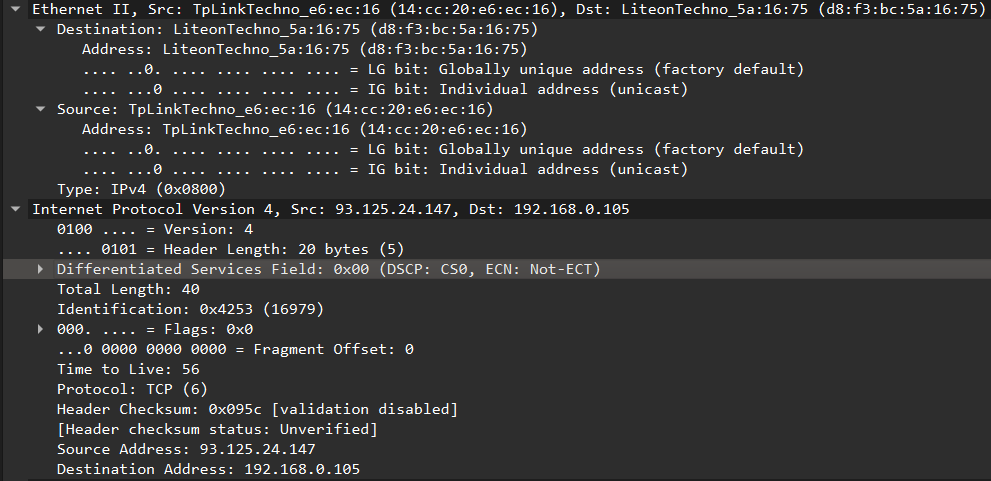 Ethernet II, Src: TpLinkTechno_e6:ec:16 (14:cc:20:e6:ec:16), Dst: LiteonTechno_5a:16:75 (d8:f3:bc:5a:16:75)
Destination: LiteonTechno_5a:16:75 (d8:f3:bc:5a:16:75)
Address: LiteonTechno_5a:16:75 (d8:f3:bc:5a:16:75)
.... ..0. .... .... .... .... = LG bit: Globally unique address (factory default)
.... ...0 .... .... .... .... = IG bit: Individual address (unicast)
Source: TpLinkTechno_e6:ec:16 (14:cc:20:e6:ec:16)
Address: TpLinkTechno_e6:ec:16 (14:cc:20:e6:ec:16)
.... ..0. .... .... .... .... = LG bit: Globally unique address (factory default)
.... ...0 .... .... .... .... = IG bit: Individual address (unicast)
Type: IPv4 (0x0800)
Internet Protocol Version 4, Src: 93.125.24.147, Dst: 192.168.0.105
0100 .... = Version: 4
.... 0101 = Header Length: 20 bytes (5)
Differentiated Services Field: 0x00 (DSCP: CS0, ECN: Not-ECT)
Total Length: 40
Identification: 0x4253 (16979)
000. .... = Flags: 0x0
...0 0000 0000 0000 = Fragment Offset: 0
Time to Live: 56
Protocol: TCP (6)
Header Checksum: 0x095c [validation disabled]
[Header checksum status: Unverified]
Source Address: 93.125.24.147
Destination Address: 192.168.0.105